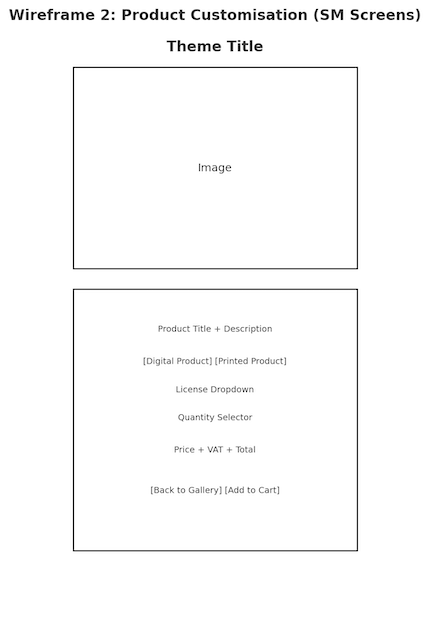 Wireframe 2: Product Customisation (SM Screens)
Theme Title
Image
Product Title + Description
[Digital Product] [Printed Product]
License Dropdown
Quantity Selector
Price + VAT + Total
[Back to Gallery] [Add to Cart]